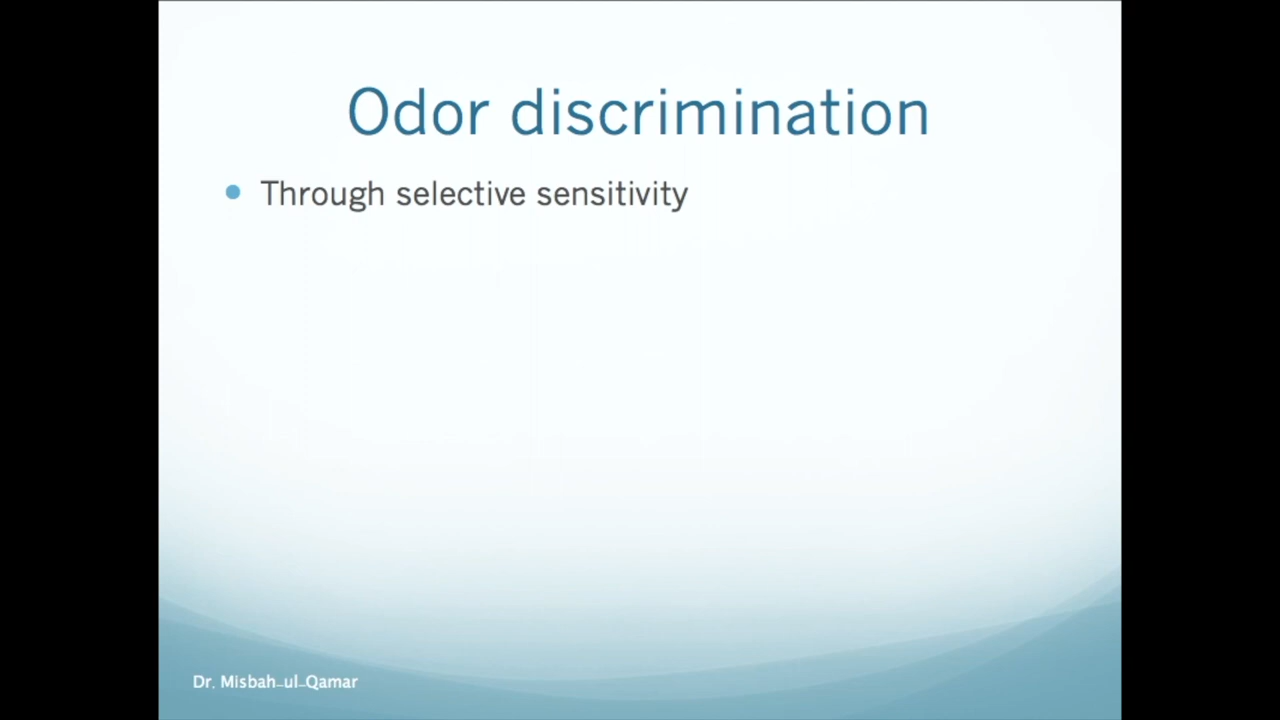 Odor discrimination
Through selective sensitivity
Dr. Misbah-ul-Qamar